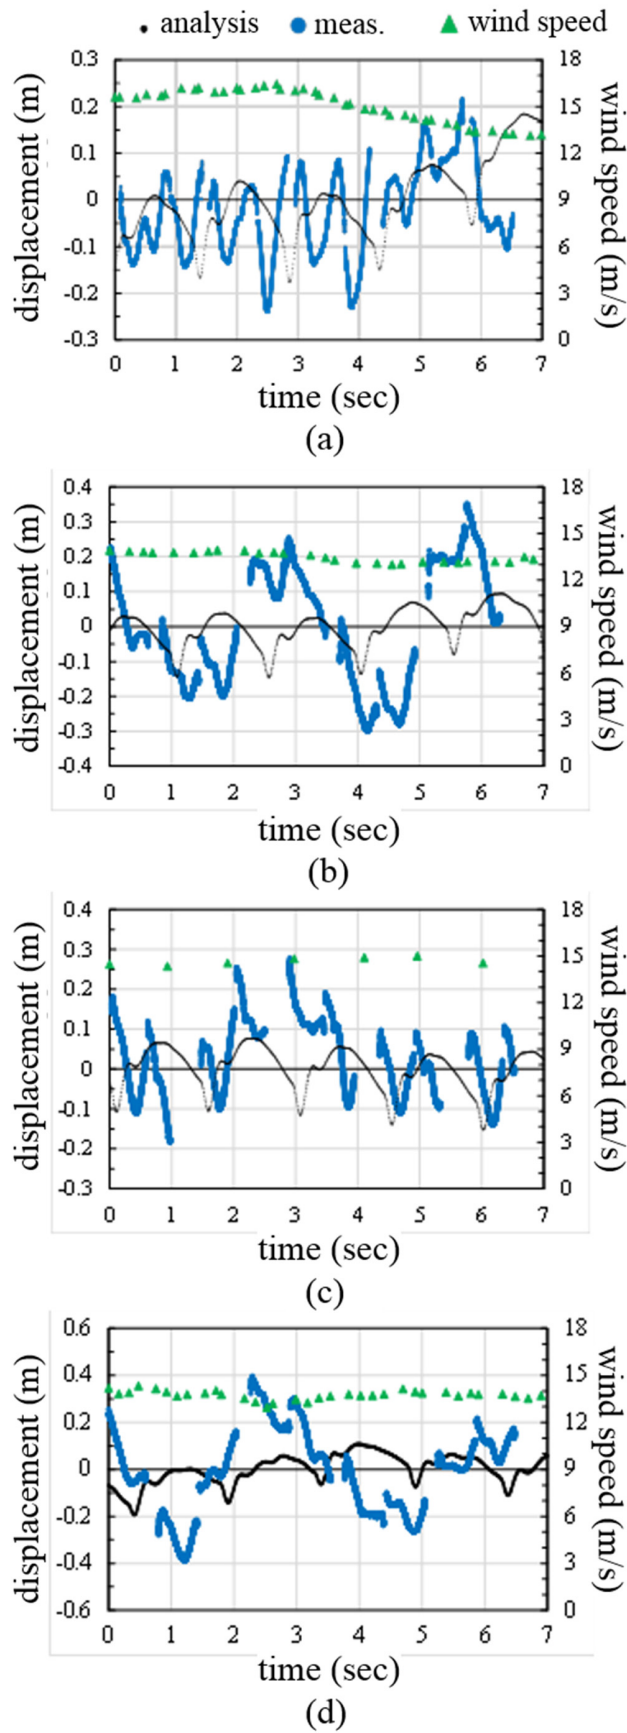 analysis meas. wind speed
0.3 18
0.2 15
0.1 12
0 9
-0.1 6
-0.2 3
-0.3 0
displacement (m)
wind speed (m/s)
0 1 2 3 4 5 6 7
time (sec)
(a)
0.4 18
0.3 15
0.2 12
0.1
0 9
-0.1 6
-0.2
-0.3 3
-0.4 0
displacement (m)
wind speed (m/s)
0 1 2 3 4 5 6 7
time (sec)
(b)
0.4 18
0.3 15
0.2 12
0.1 9
0
-0.1 6
-0.2 3
-0.3 0
displacement (m)
wind speed (m/s)
0 1 2 3 4 5 6 7
time (sec)
(c)
0.6 18
0.4 15
0.2 12
0 9
-0.2 6
-0.4 3
-0.6 0
displacement (m)
wind speed (m/s)
0 1 2 3 4 5 6 7
time (sec)
(d)